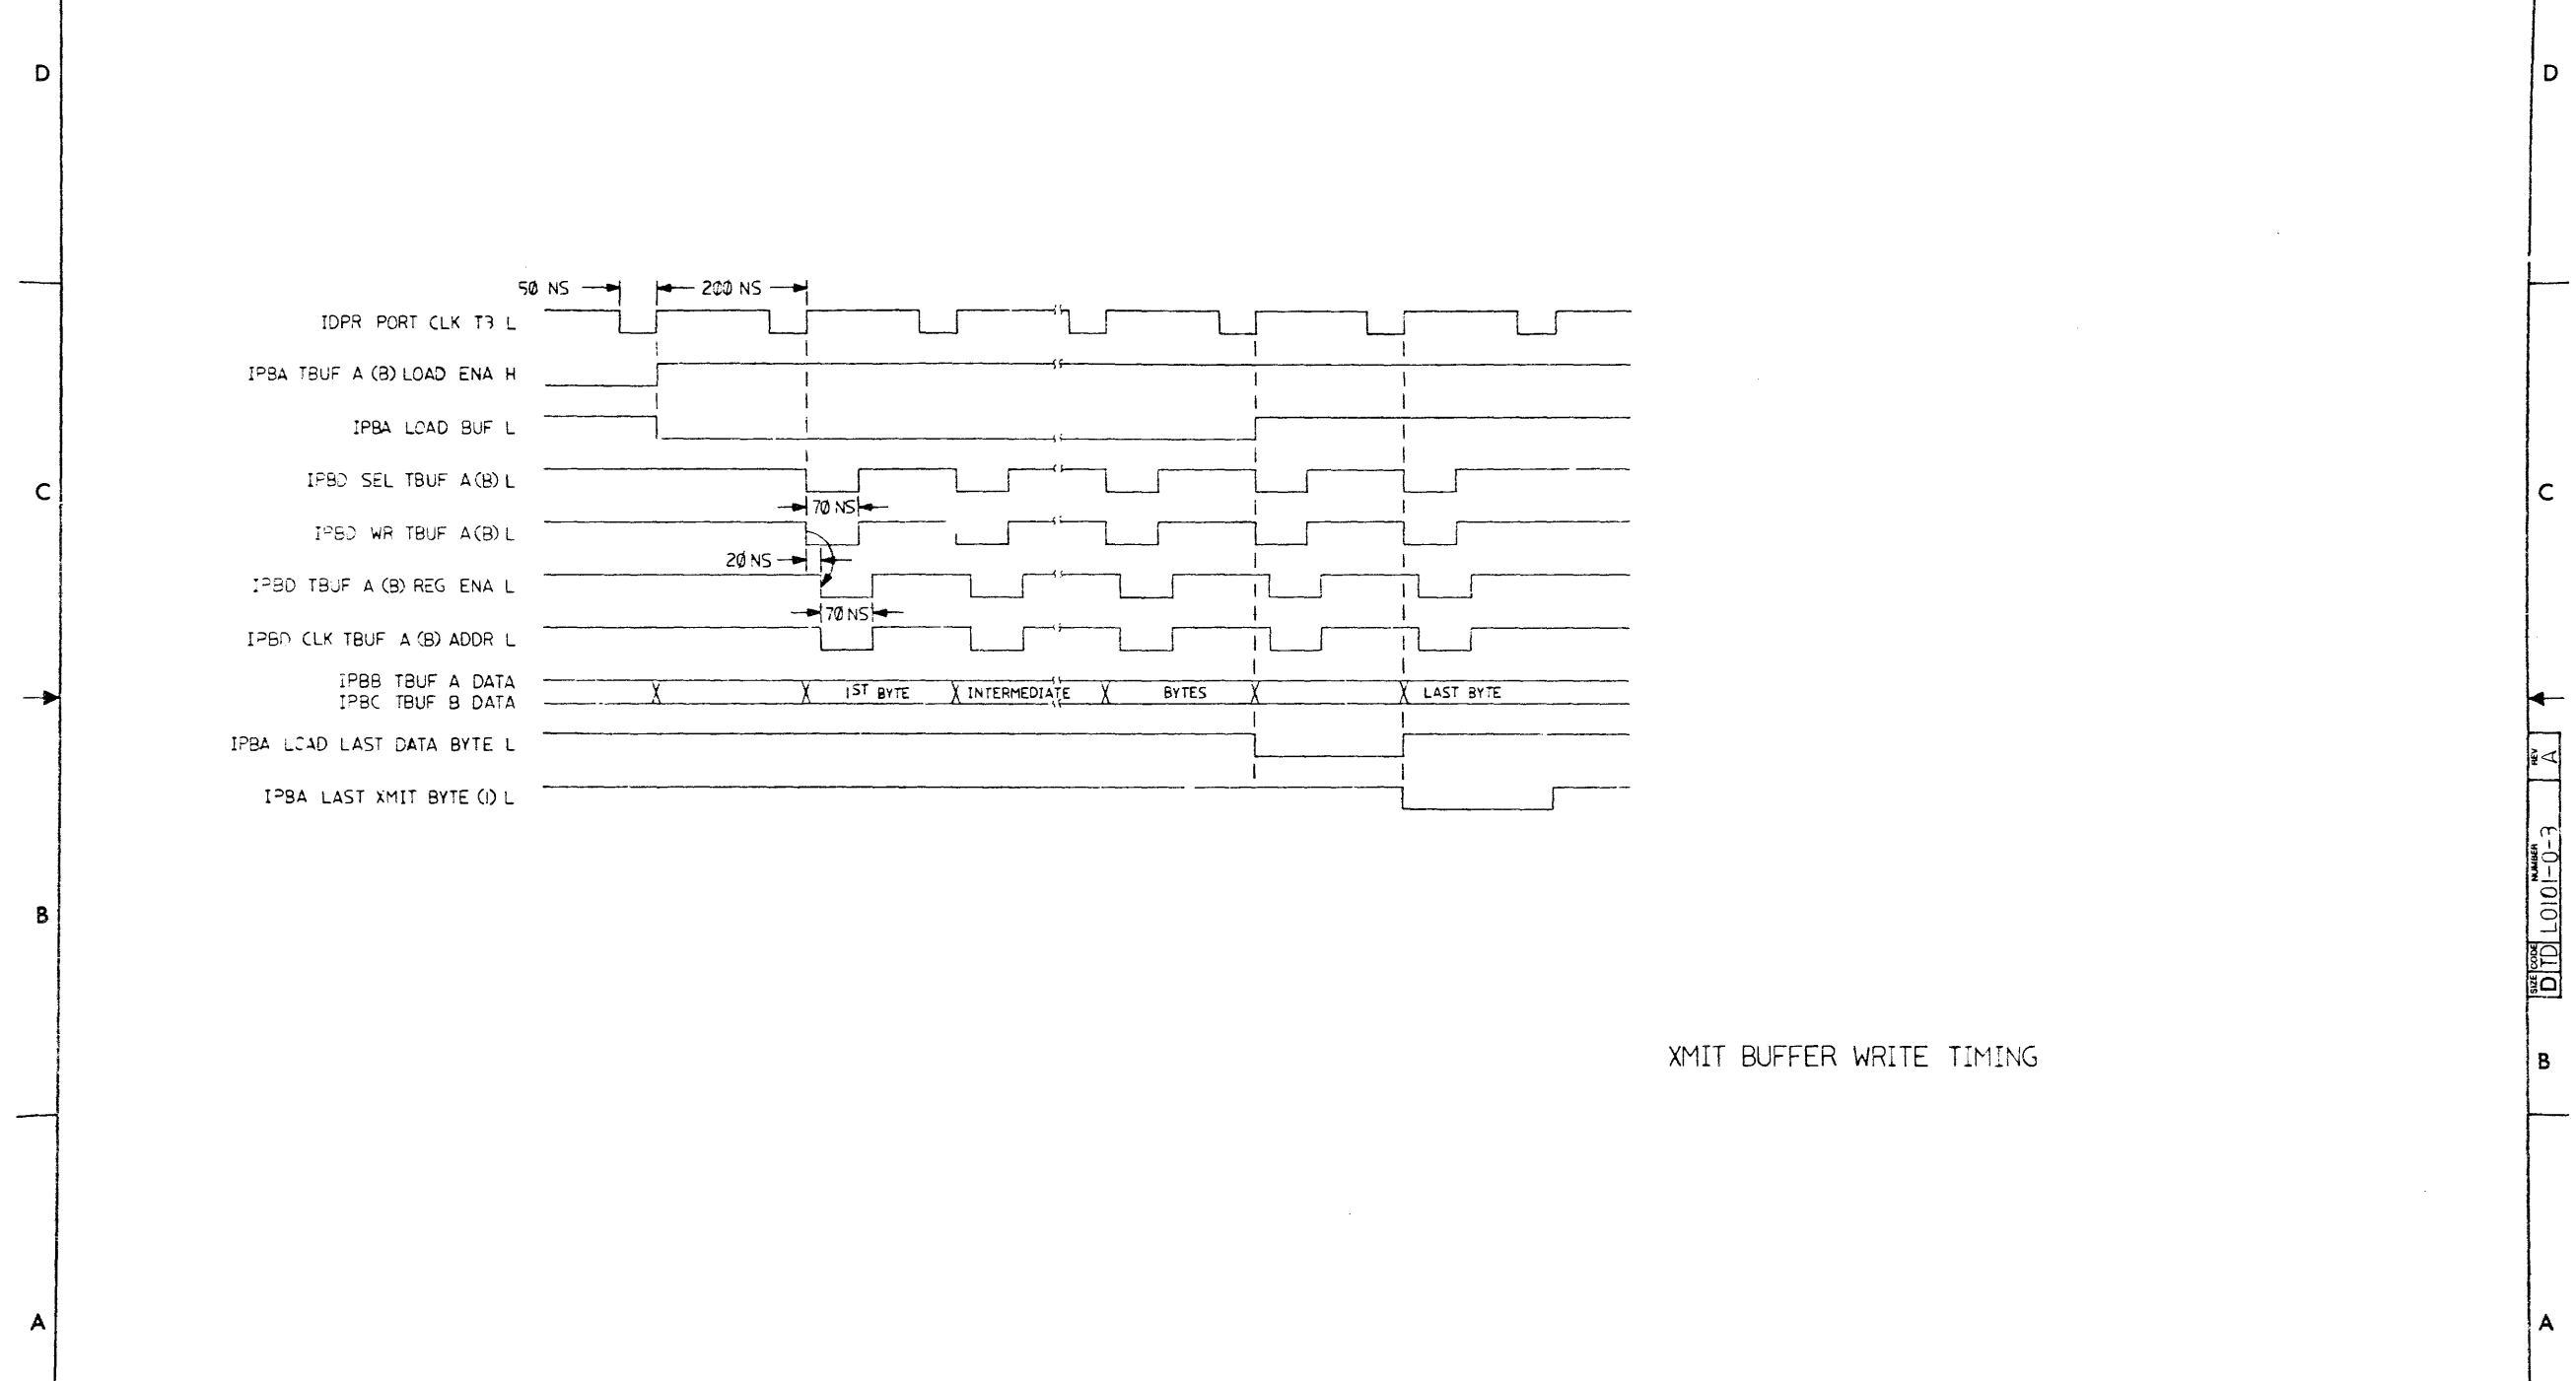 D
D
50 NS
200 NS
IDPR PORT CLK T3 L
IPBA TBUF A(B) LOAD ENA H
IPBA LOAD BUF L
IPBD SEL TBUF A(B) L
C
C
70 NS
IPBD WR TBUF A(B) L
20 NS
IPBD TBUF A(B) REG ENA L
70 NS
IPBD CLK TBUF A(B) ADDR L
IPBB TBUF A DATA
IPBC TBUF B DATA
1ST BYTE
INTERMEDIATE
BYTES
LAST BYTE
IPBA LOAD LAST DATA BYTE L
IPBA LAST XMIT BYTE (1) L
REV
A
NUMBER
L0101-0-3
SIZE CODE
D TD
B
XMIT BUFFER WRITE TIMING
B
A
A